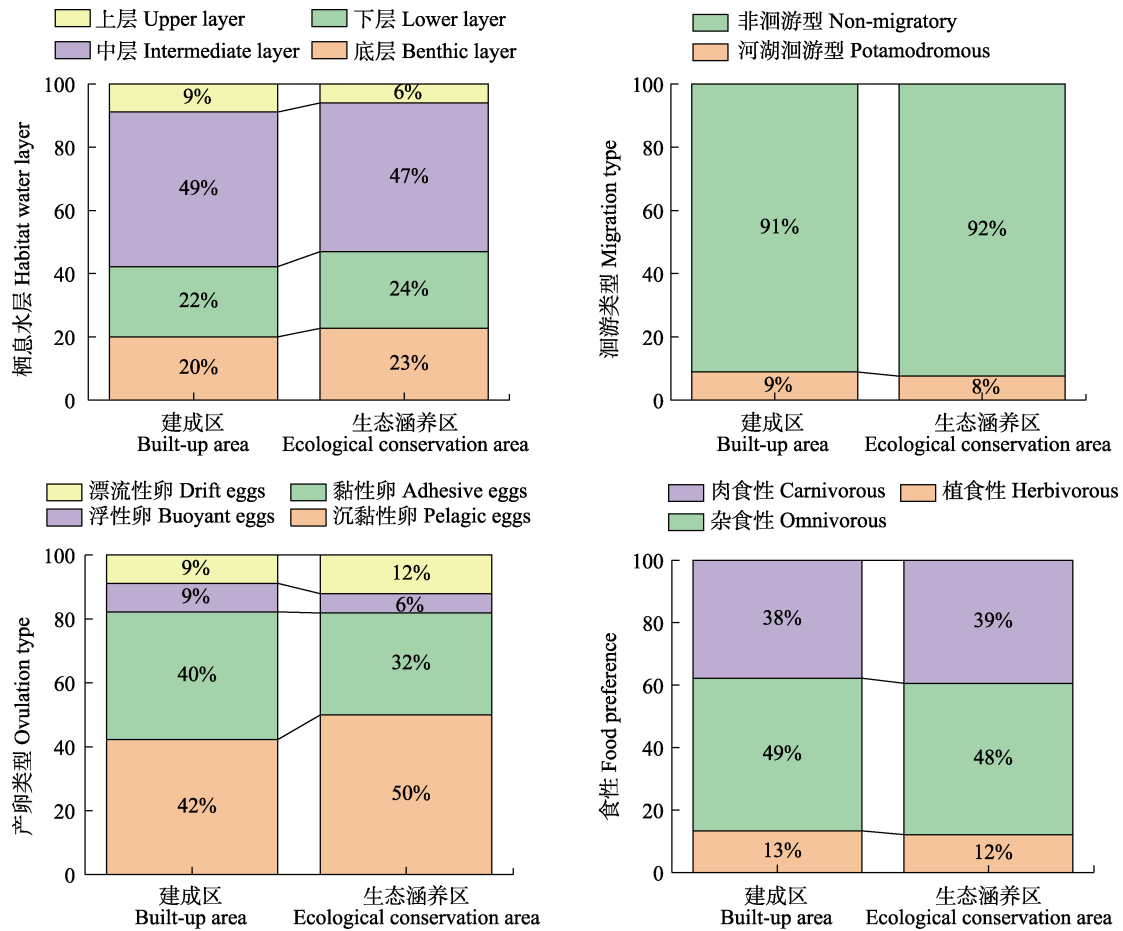 上层 Upper layer
下层 Lower layer
中层 Intermediate layer
底层 Benthic layer
栖息水层 Habitat water layer
100
80
60
40
20
0
9%
6%
49%
47%
22%
24%
20%
23%
建成区
Built-up area
生态涵养区
Ecological conservation area
非洄游型 Non-migratory
河湖洄游型 Potamodromous
洄游类型 Migration type
100
80
60
40
20
0
91%
92%
9%
8%
建成区
Built-up area
生态涵养区
Ecological conservation area
漂流性卵 Drift eggs
黏性卵 Adhesive eggs
浮性卵 Buoyant eggs
沉黏性卵 Pelagic eggs
产卵类型 Ovulation type
100
80
60
40
20
0
9%
12%
9%
6%
40%
32%
42%
50%
建成区
Built-up area
生态涵养区
Ecological conservation area
肉食性 Carnivorous
植食性 Herbivorous
杂食性 Omnivorous
食性 Food preference
100
80
60
40
20
0
38%
39%
49%
48%
13%
12%
建成区
Built-up area
生态涵养区
Ecological conservation area